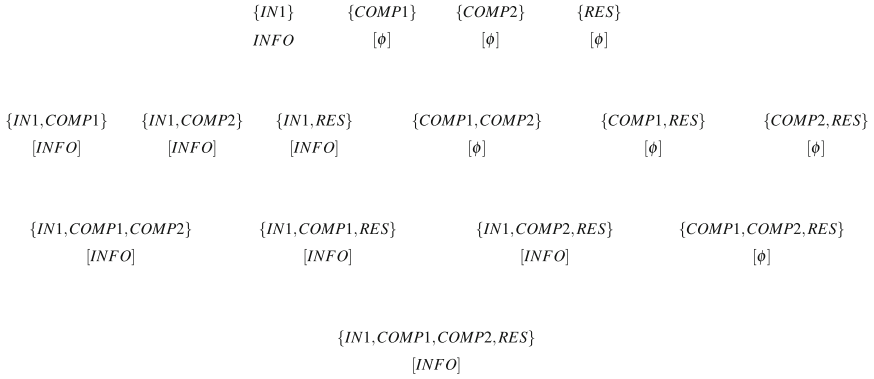 {IN1} {COMP1} {COMP2} {RES}
INFO [ϕ] [ϕ] [ϕ]
{IN1,COMP1} {IN1,COMP2} {IN1,RES} {COMP1,COMP2} {COMP1,RES} {COMP2,RES}
[INFO] [INFO] [INFO] [ϕ] [ϕ] [ϕ]
{IN1,COMP1,COMP2} {IN1,COMP1,RES} {IN1,COMP2,RES} {COMP1,COMP2,RES}
[INFO] [INFO] [INFO] [ϕ]
{IN1,COMP1,COMP2,RES}
[INFO]